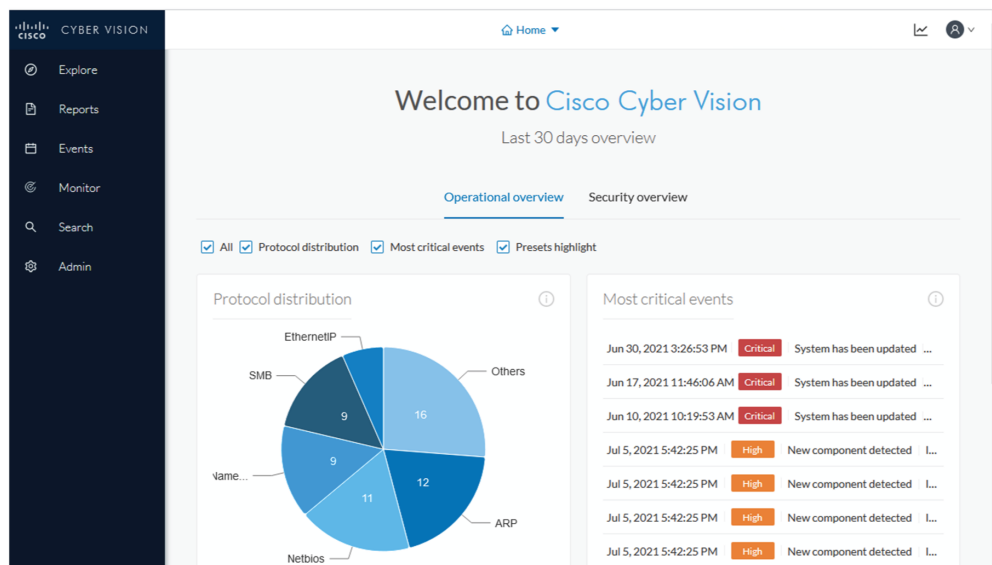 CISCO CYBER VISION
Home
Explore
Reports
Events
Monitor
Search
Admin
Welcome to Cisco Cyber Vision
Last 30 days overview
Operational overview Security overview
All Protocol distribution Most critical events Presets highlight
Protocol distribution
EthernetIP
SMB
Others
9
16
9
Name...
11
12
ARP
Netbios
Most critical events
Jun 30, 2021 3:26:53 PM Critical System has been updated ...
Jun 17, 2021 11:46:06 AM Critical System has been updated ...
Jun 10, 2021 10:19:53 AM Critical System has been updated ...
Jul 5, 2021 5:42:25 PM High New component detected I...
Jul 5, 2021 5:42:25 PM High New component detected I...
Jul 5, 2021 5:42:25 PM High New component detected I...
Jul 5, 2021 5:42:25 PM High New component detected I...